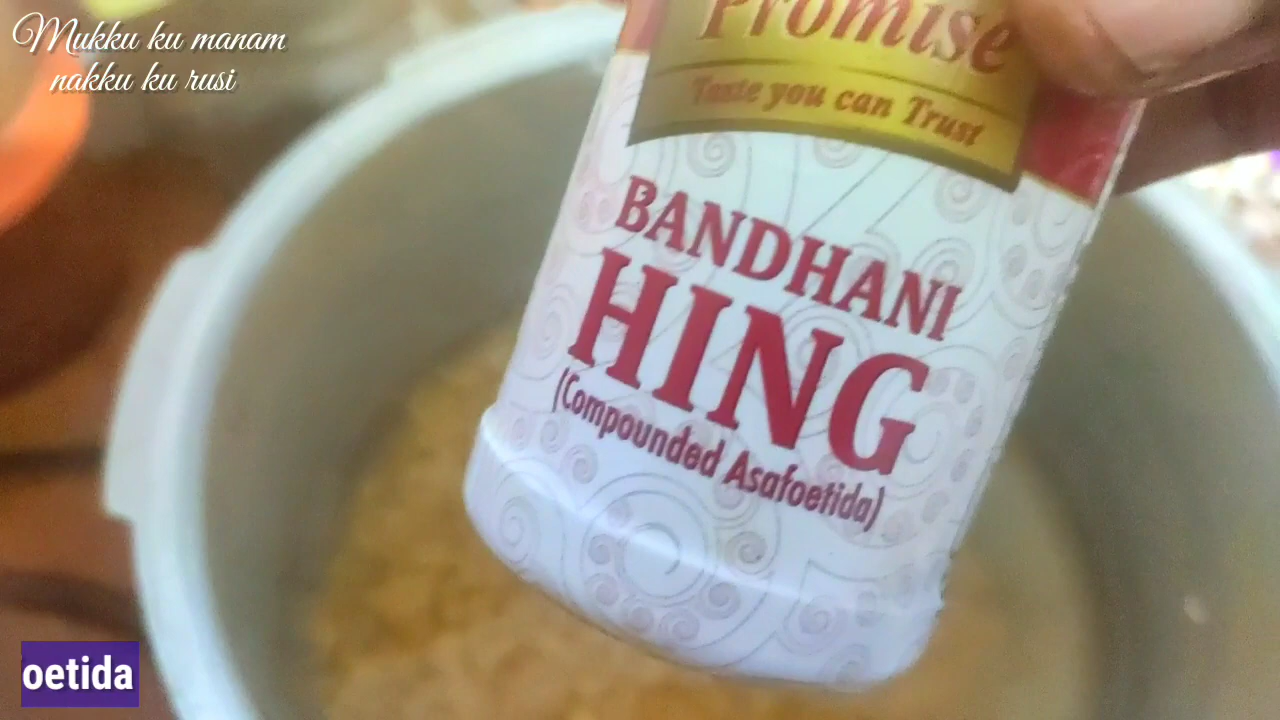 Mukku ku manam
nakku ku rusi
Promise
Taste you can Trust
BANDHANI
HING
(Compounded Asafoetida)
oetida